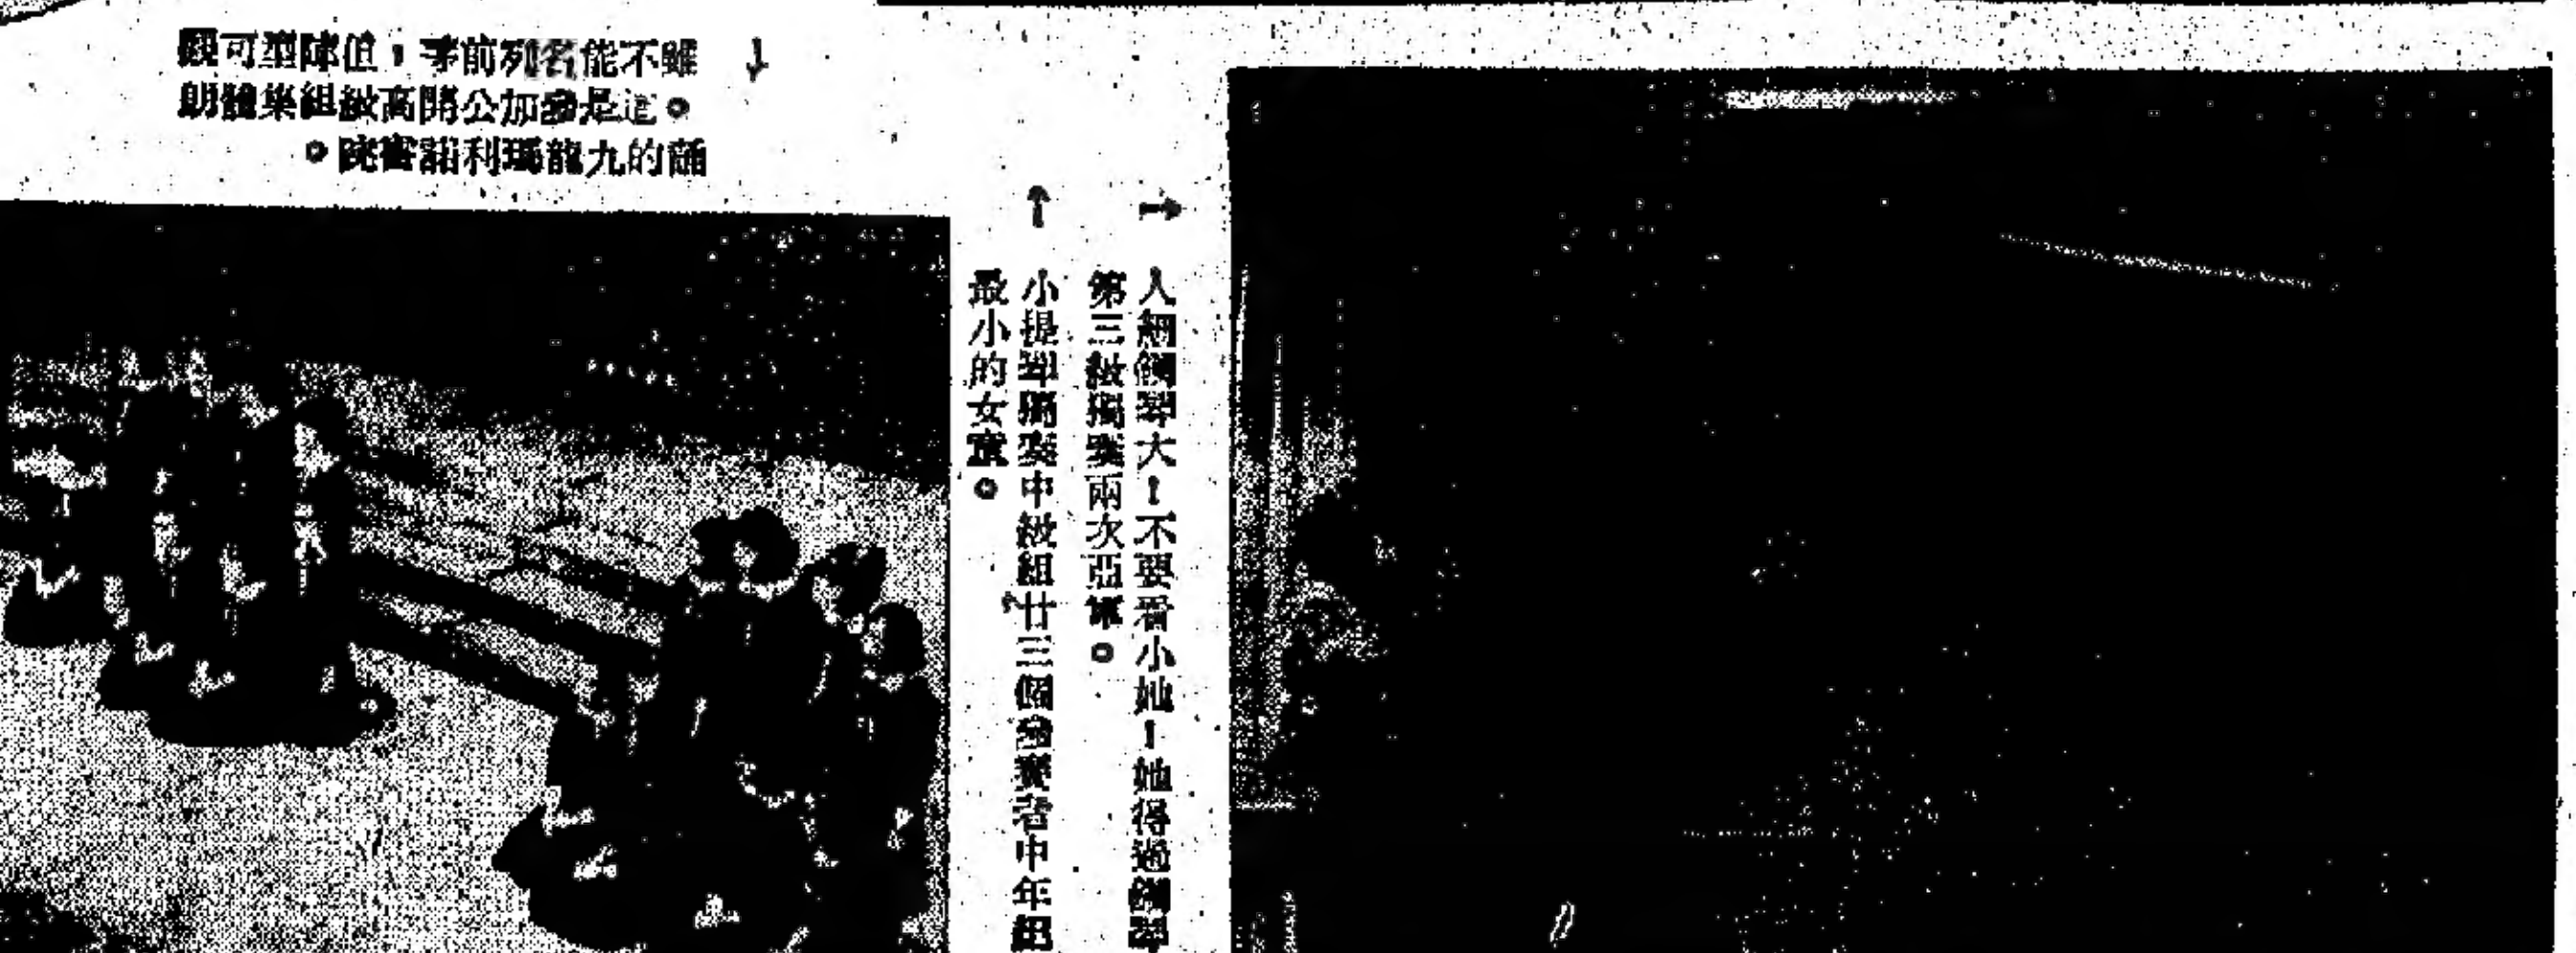 雖不能名列前茅，但陣型可觀
。這是參加公開高級組集體朗
誦的九龍瑪利諾書院。
人細鋼琴大！不要看小她！她得過鋼琴
第三級獨奏兩次亞軍。
小提琴獨奏中級組廿三個參賽者中年紀
最小的女童。